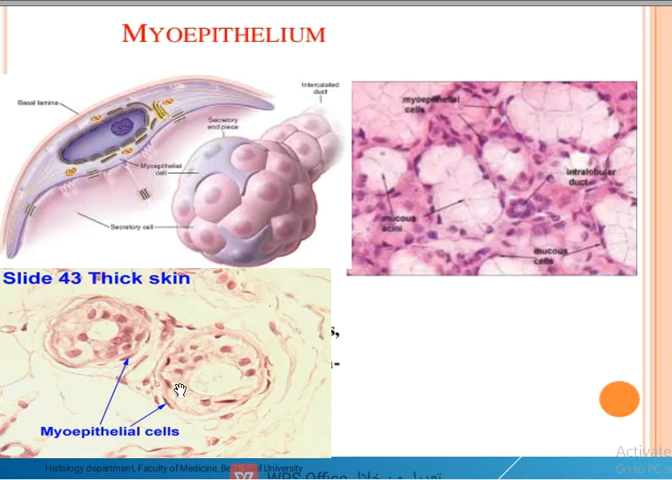 MYOEPITHELIUM
Basal lamina
Intercalated
duct
Secretory
end piece
Myoepithelial
cell
Secretory cell
myoepithelial
cells
intralobular
duct
mucous
acini
mucous
cells
Slide 43 Thick skin
s,
-
Myoepithelial cells
Activate
Go to PC s
Histology department, Faculty of Medicine, Be of University
WPS Office